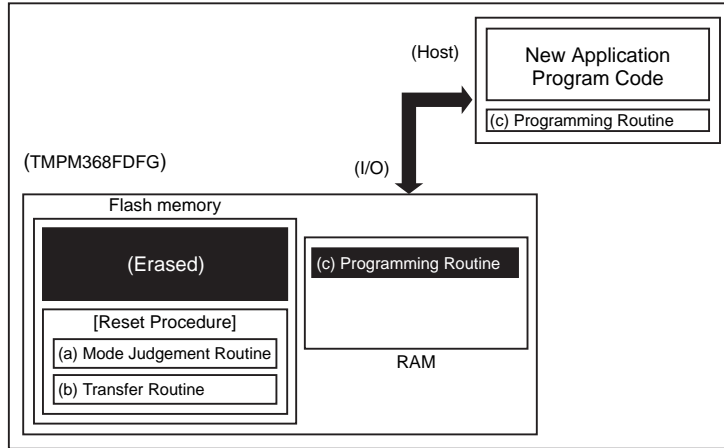 (Host)
New Application
Program Code
(c) Programming Routine
(TMPM368FDFG)
(I/O)
Flash memory
(Erased)
(c) Programming Routine
[Reset Procedure]
(a) Mode Judgement Routine
(b) Transfer Routine
RAM